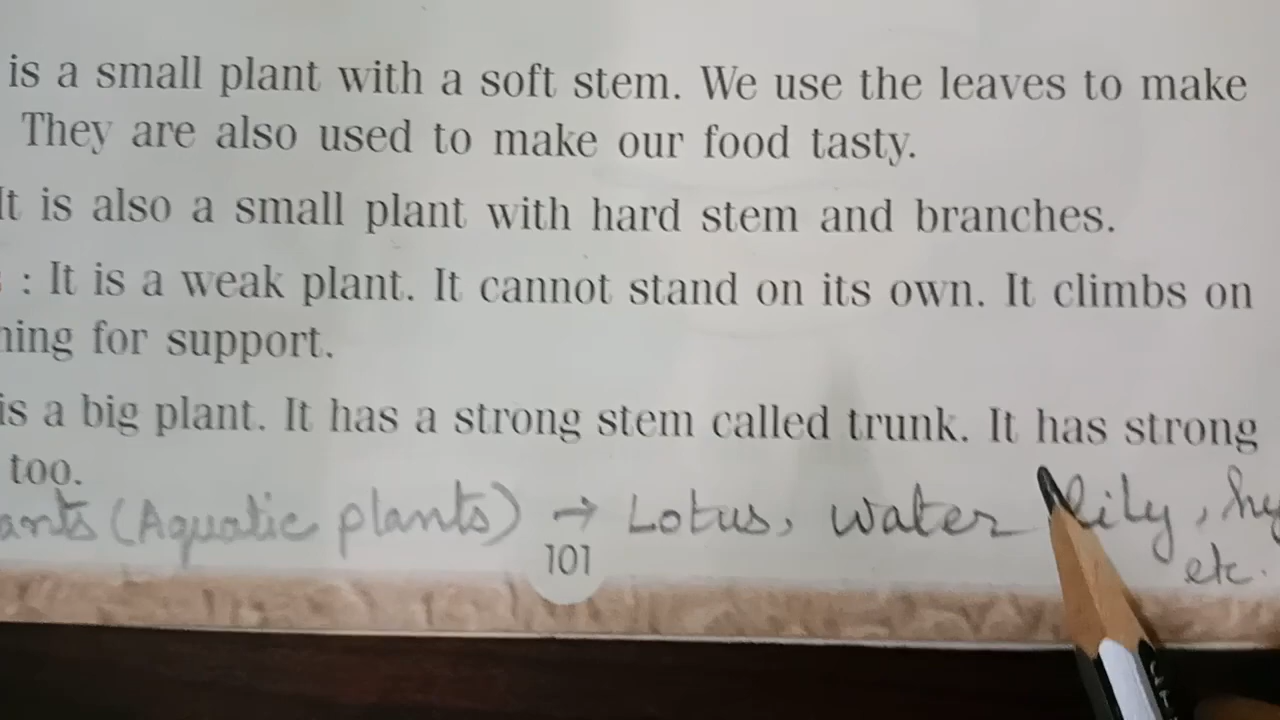 is a small plant with a soft stem. We use the leaves to make
They are also used to make our food tasty.
It is also a small plant with hard stem and branches.
: It is a weak plant. It cannot stand on its own. It climbs on
for support.
is a big plant. It has a strong stem called trunk. It has strong
too.
(Aquatic plants) → Lotus, water lily,
etc.
101